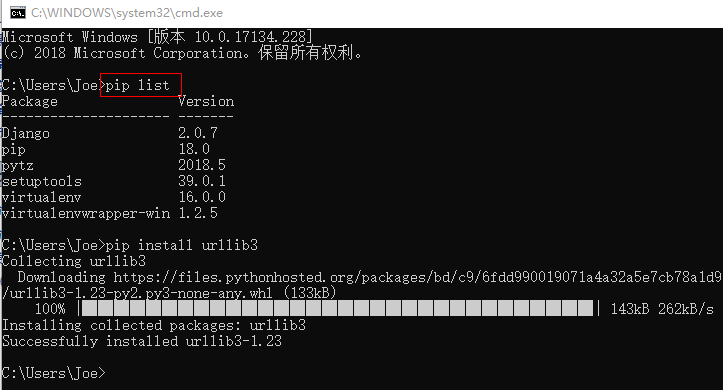 C:\WINDOWS\system32\cmd.exe
Microsoft Windows [版本 10.0.17134.228]
(c) 2018 Microsoft Corporation。保留所有权利。
C:\Users\Joe>pip list
Package Version
--------------------- -------
Django 2.0.7
pip 18.0
pytz 2018.5
setuptools 39.0.1
virtualenv 16.0.0
virtualenvwrapper-win 1.2.5
C:\Users\Joe>pip install urllib3
Collecting urllib3
Downloading https://files.pythonhosted.org/packages/bd/c9/6fdd990019071a4a32a5e7cb78a1d9
/urllib3-1.23-py2.py3-none-any.whl (133kB)
100% |████████████████████████████████| 143kB 262kB/s
Installing collected packages: urllib3
Successfully installed urllib3-1.23
C:\Users\Joe>